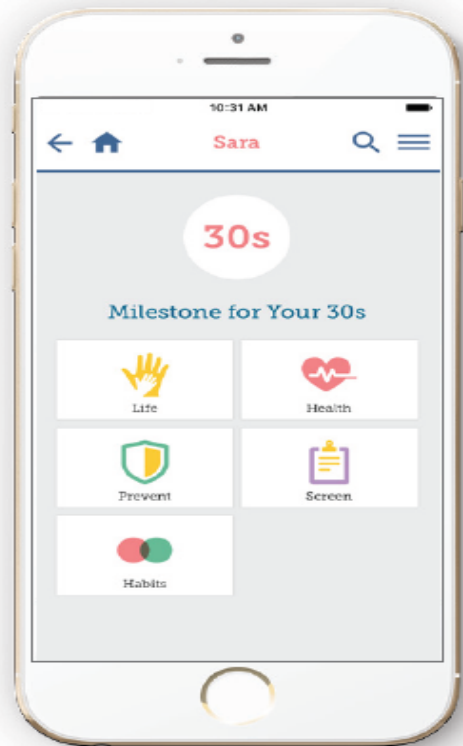 10:31 AM
Sara
30s
Milestone for Your 30s
Life
Health
Prevent
Screen
Habits